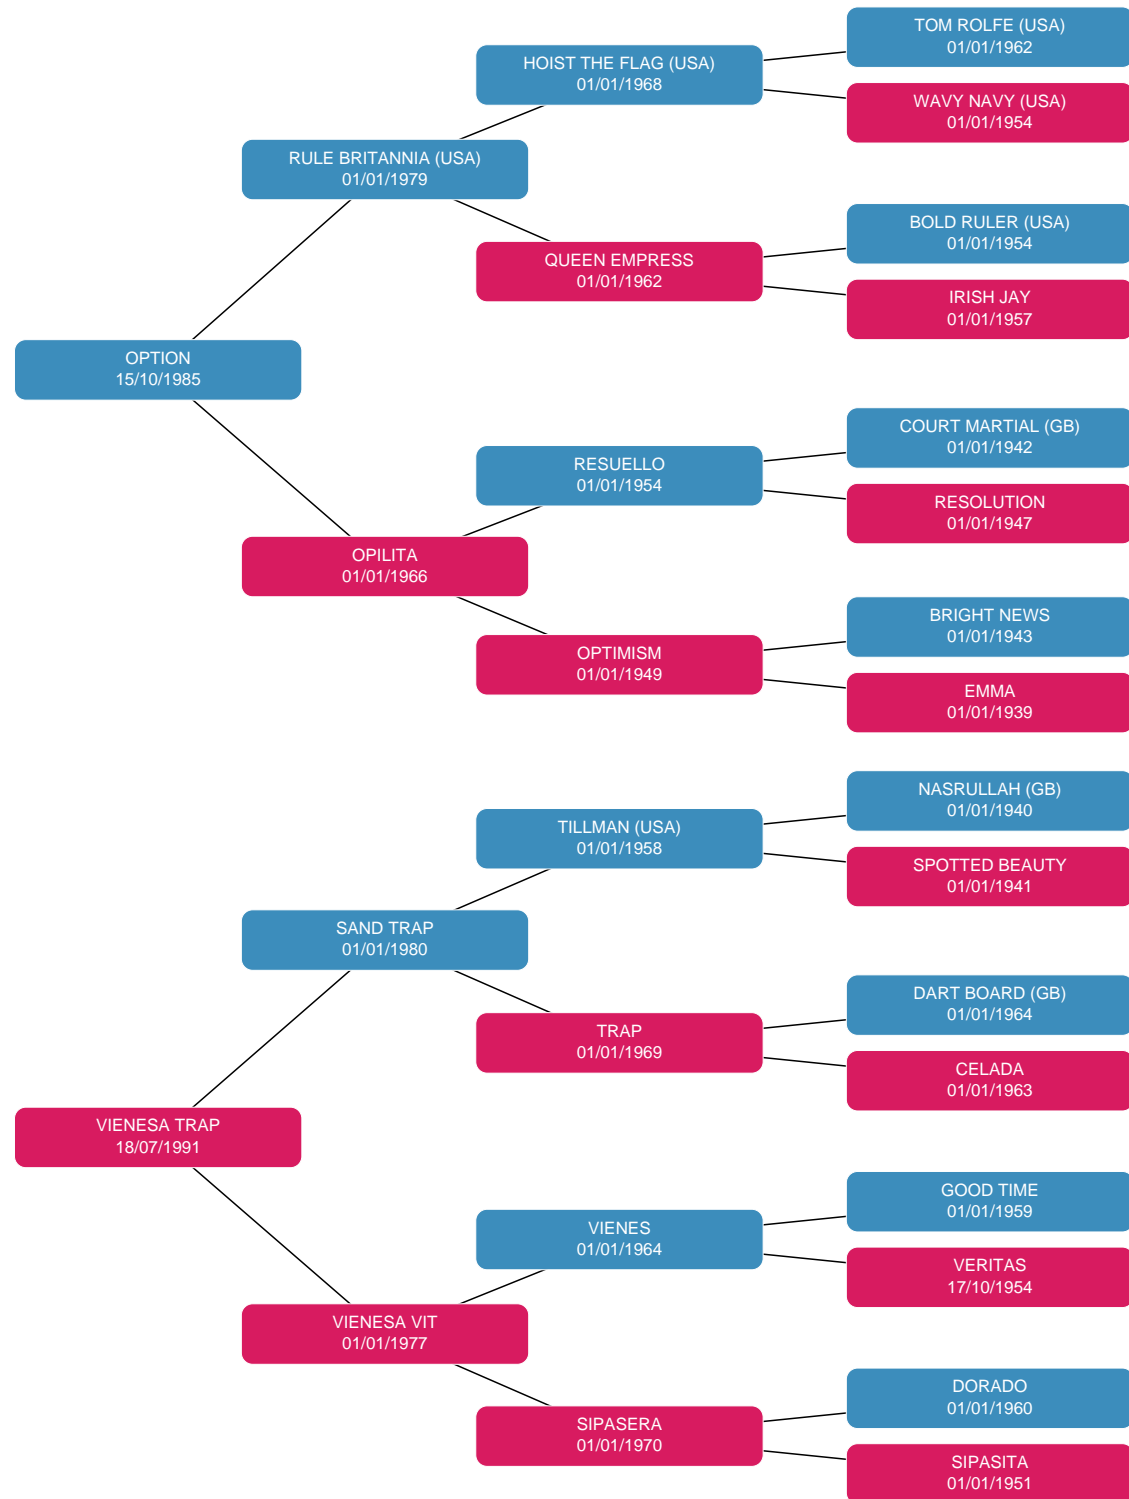 TOM ROLFE (USA)
01/01/1962
HOIST THE FLAG (USA)
01/01/1968
WAVY NAVY (USA)
01/01/1954
RULE BRITANNIA (USA)
01/01/1979
BOLD RULER (USA)
01/01/1954
QUEEN EMPRESS
01/01/1962
IRISH JAY
01/01/1957
OPTION
15/10/1985
COURT MARTIAL (GB)
01/01/1942
RESUELLO
01/01/1954
RESOLUTION
01/01/1947
OPILITA
01/01/1966
BRIGHT NEWS
01/01/1943
OPTIMISM
01/01/1949
EMMA
01/01/1939
NASRULLAH (GB)
01/01/1940
TILLMAN (USA)
01/01/1958
SPOTTED BEAUTY
01/01/1941
SAND TRAP
01/01/1980
DART BOARD (GB)
01/01/1964
TRAP
01/01/1969
CELADA
01/01/1963
VIENESA TRAP
18/07/1991
GOOD TIME
01/01/1959
VIENES
01/01/1964
VERITAS
17/10/1954
VIENESA VIT
01/01/1977
DORADO
01/01/1960
SIPASERA
01/01/1970
SIPASITA
01/01/1951